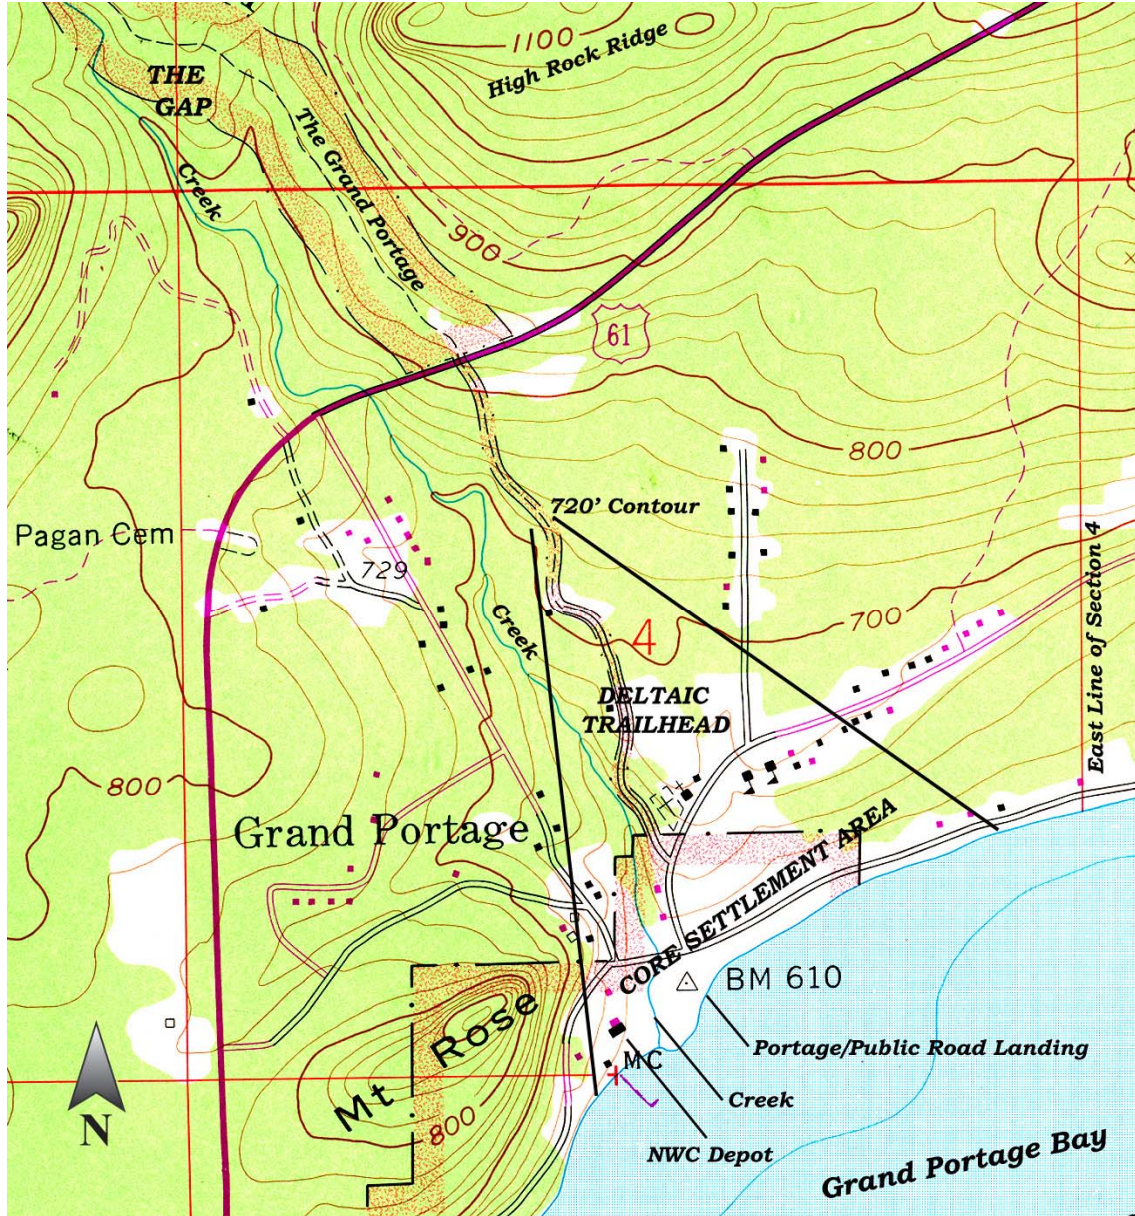 1100
High Rock Ridge
THE
GAP
The Grand Portage
Creek
900
61
800
720' Contour
Pagan Cem
729
Creek
4
700
East Line of Section 4
DELTAIC
TRAILHEAD
800
Grand Portage
CORE SETTLEMENT AREA
BM 610
Mt Rose
Portage/Public Road Landing
MC
Creek
N
800
NWC Depot
Grand Portage Bay